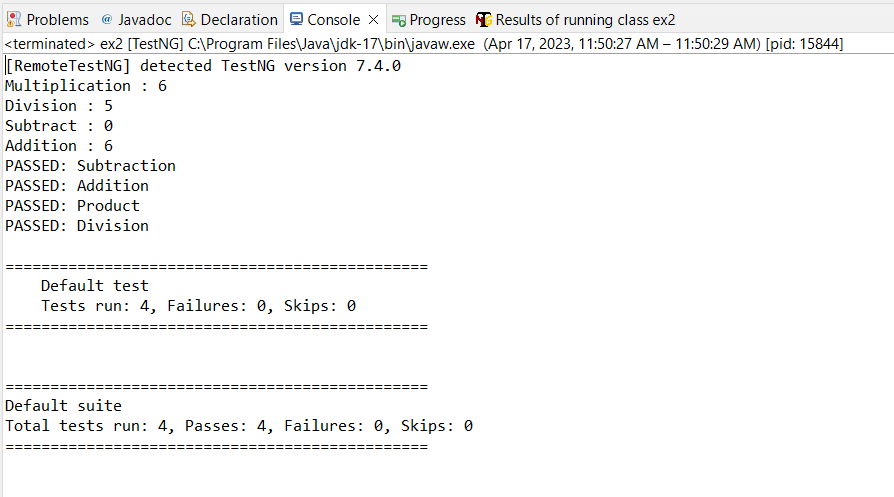 Problems @ Javadoc Declaration Console Progress Results of running class ex2
<terminated> ex2 [TestNG] C:\Program Files\Java\jdk-17\bin\javaw.exe (Apr 17, 2023, 11:50:27 AM – 11:50:29 AM) [pid: 15844]
[RemoteTestNG] detected TestNG version 7.4.0
Multiplication : 6
Division : 5
Subtract : 0
Addition : 6
PASSED: Subtraction
PASSED: Addition
PASSED: Product
PASSED: Division
===============================================
Default test
Tests run: 4, Failures: 0, Skips: 0
===============================================
===============================================
Default suite
Total tests run: 4, Passes: 4, Failures: 0, Skips: 0
===============================================